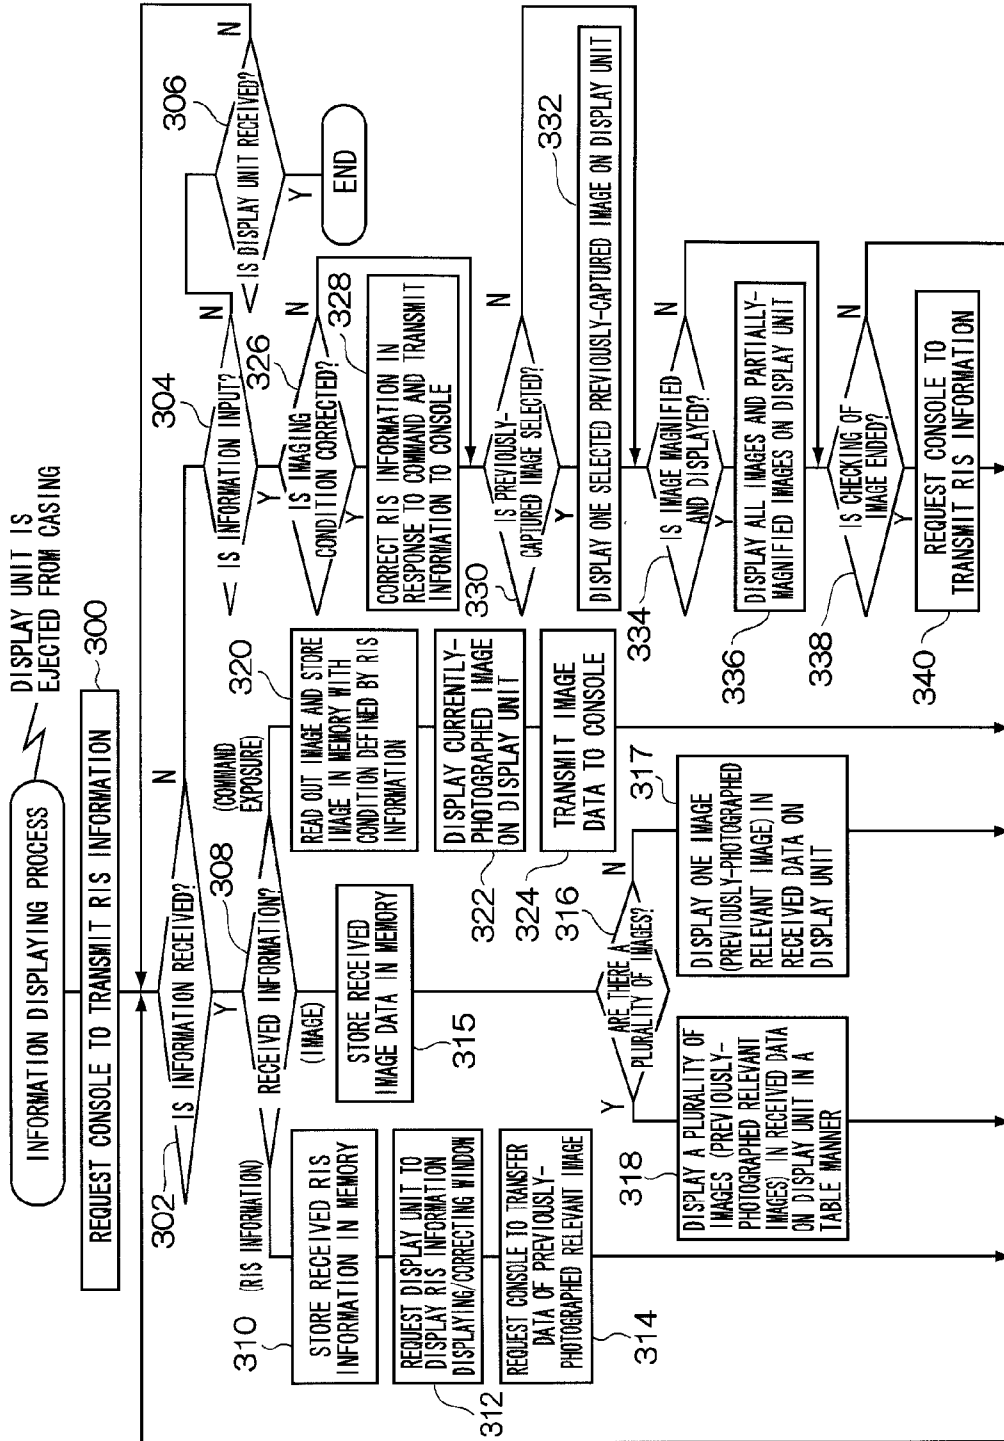 DISPLAY UNIT IS
EJECTED FROM CASING
INFORMATION DISPLAYING PROCESS
300
REQUEST CONSOLE TO TRANSMIT RIS INFORMATION
302
IS INFORMATION RECEIVED?
N
Y
304
IS INFORMATION INPUT?
N
Y
306
IS DISPLAY UNIT RECEIVED?
N
Y
END
308
RECEIVED INFORMATION?
(RIS INFORMATION)
(IMAGE)
(COMMAND
EXPOSURE)
310
STORE RECEIVED RIS
INFORMATION IN MEMORY
REQUEST DISPLAY UNIT TO
DISPLAY RIS INFORMATION
DISPLAYING/CORRECTING WINDOW
312
REQUEST CONSOLE TO TRANSFER
DATA OF PREVIOUSLY-
PHOTOGRAPHED RELEVANT IMAGE
314
STORE RECEIVED
IMAGE DATA IN MEMORY
315
316
ARE THERE A
PLURALITY OF IMAGES?
Y
N
317
DISPLAY ONE IMAGE
(PREVIOUSLY-PHOTOGRAPHED
RELEVANT IMAGE) IN
RECEIVED DATA ON
DISPLAY UNIT
318
DISPLAY A PLURALITY OF
IMAGES (PREVIOUSLY-
PHOTOGRAPHED RELEVANT
IMAGES) IN RECEIVED DATA
ON DISPLAY UNIT IN A
TABLE MANNER
320
READ OUT IMAGE AND STORE
IMAGE IN MEMORY WITH
CONDITION DEFINED BY RIS
INFORMATION
DISPLAY CURRENTLY-
PHOTOGRAPHED IMAGE
ON DISPLAY UNIT
322
TRANSMIT IMAGE
DATA TO CONSOLE
324
326
IS IMAGING
CONDITION CORRECTED?
N
Y
328
CORRECT RIS INFORMATION IN
RESPONSE TO COMMAND AND TRANSMIT
INFORMATION TO CONSOLE
330
IS PREVIOUSLY-
CAPTURED IMAGE SELECTED?
N
Y
332
DISPLAY ONE SELECTED PREVIOUSLY-CAPTURED IMAGE ON DISPLAY UNIT
334
IS IMAGE MAGNIFIED
AND DISPLAYED?
N
Y
DISPLAY ALL IMAGES AND PARTIALLY-
MAGNIFIED IMAGES ON DISPLAY UNIT
336
338
IS CHECKING OF
IMAGE ENDED?
N
Y
REQUEST CONSOLE TO
TRANSMIT RIS INFORMATION
340